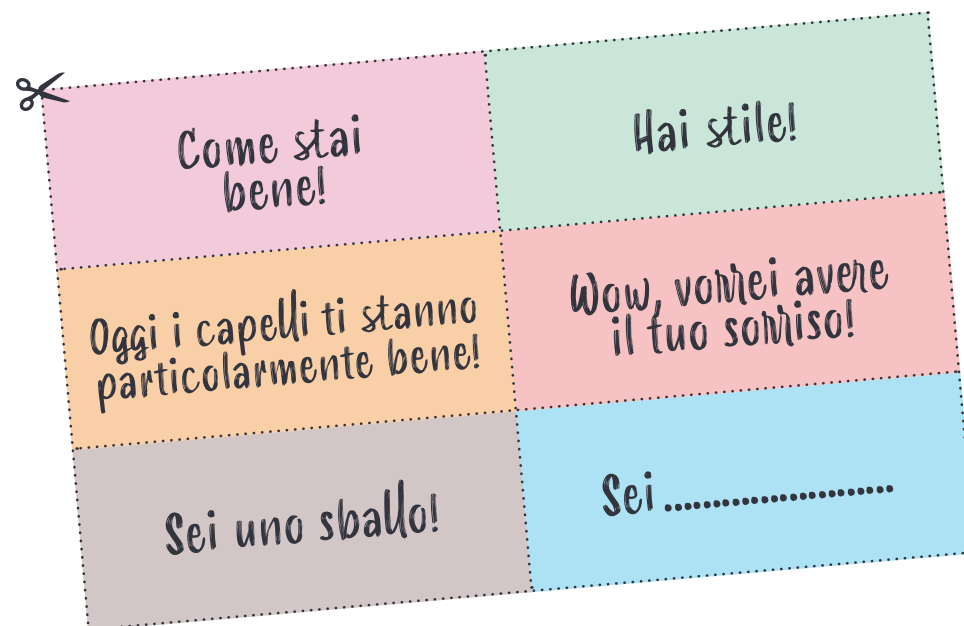 Come stai
bene!
Hai stile!
Oggi i capelli ti stanno
particolarmente bene!
Wow, vorrei avere
il tuo sorriso!
Sei uno sballo!
Sei ........................